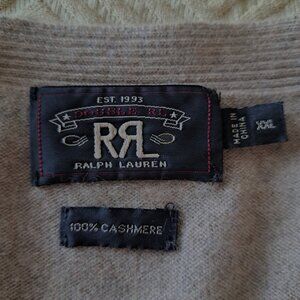 EST. 1993
DOUBLE RL
RRL
RALPH LAUREN
MADE IN
CHINA
XXL
100% CASHMERE